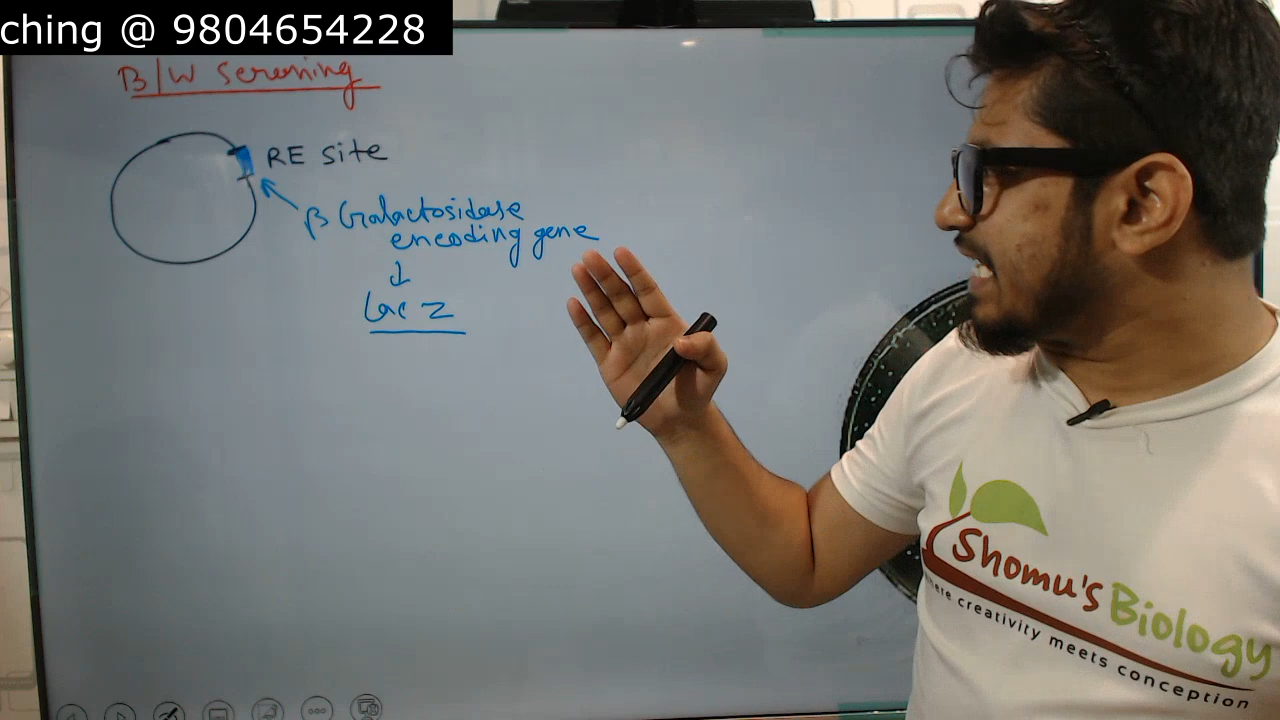 ching @ 9804654228
B/W screening
RE site
β Galactosidase
encoding gene
↓
Lac Z
Shomu's Biology
where creativity meets conception